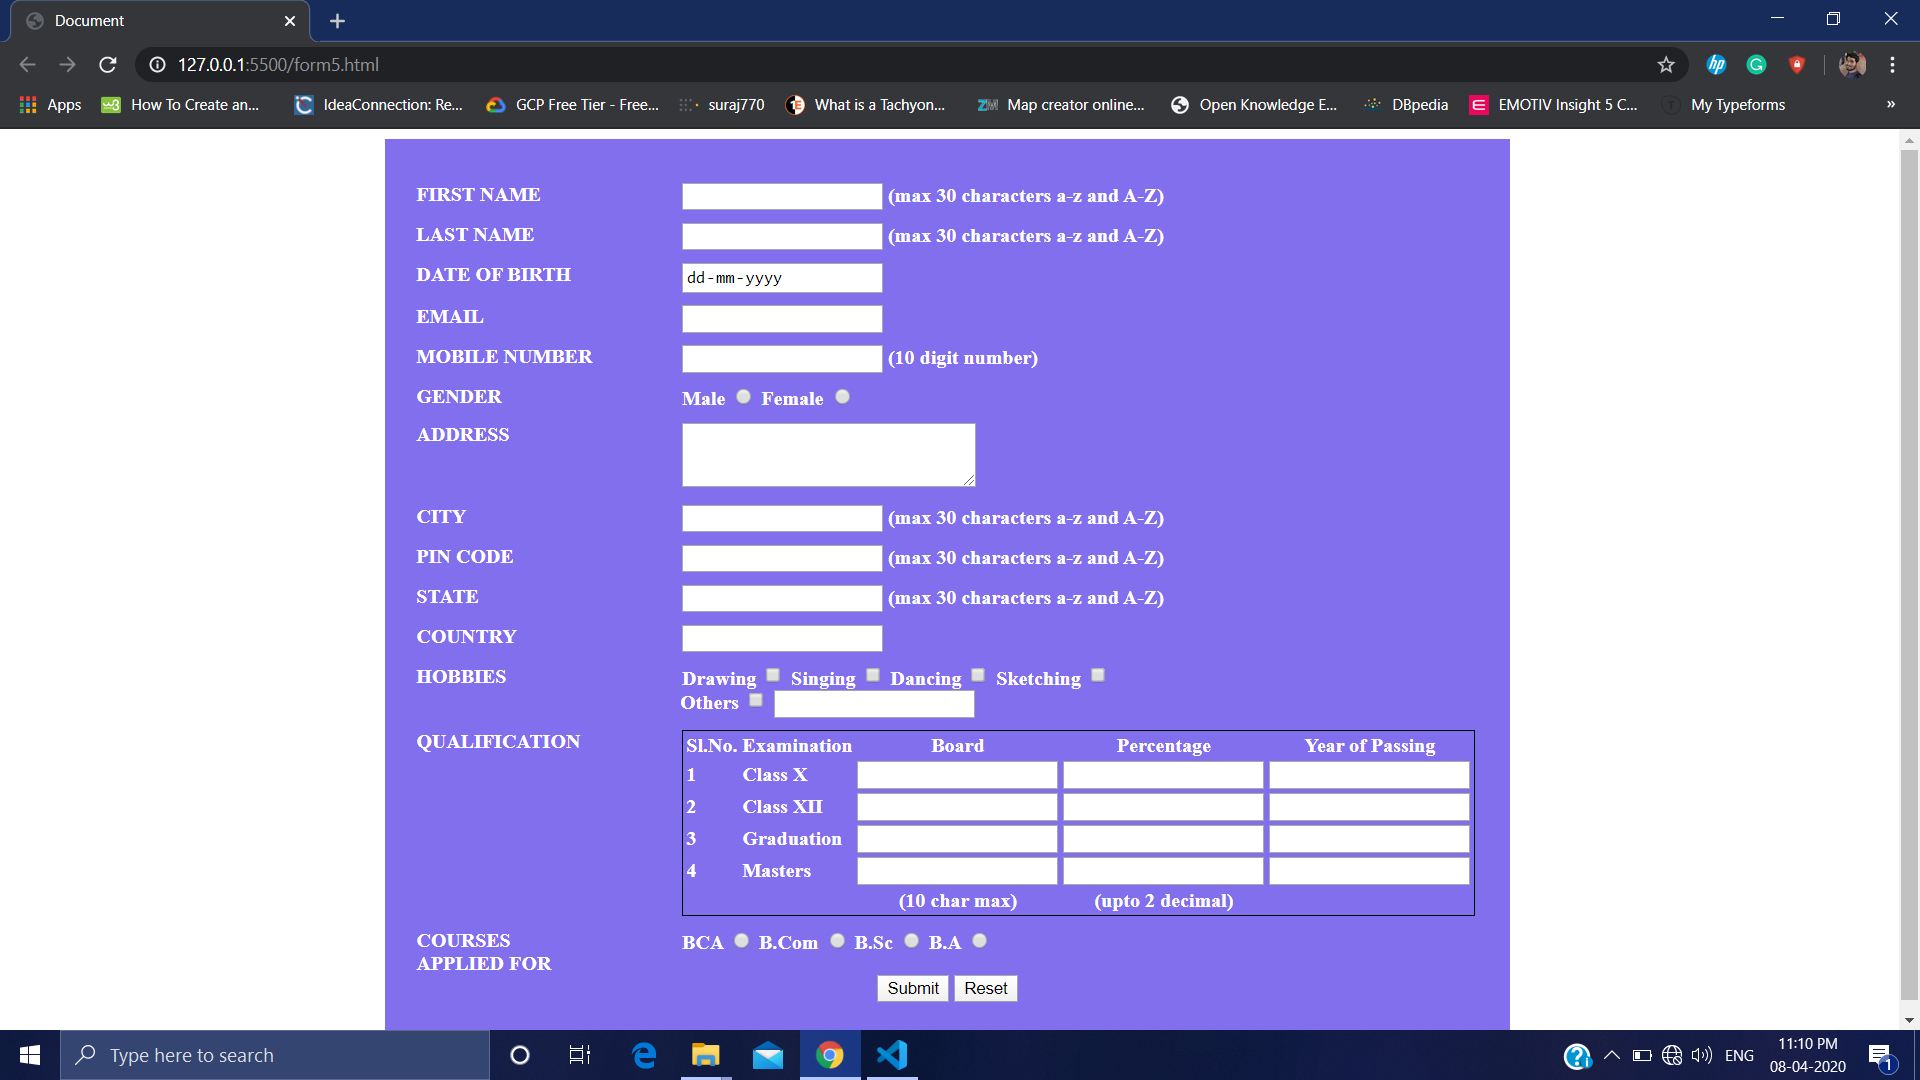 Document
127.0.0.1:5500/form5.html
Apps How To Create an... IdeaConnection: Re... GCP Free Tier - Free... suraj770 What is a Tachyon... Map creator online... Open Knowledge E... DBpedia EMOTIV Insight 5 C... My Typeforms »
FIRST NAME (max 30 characters a-z and A-Z)
LAST NAME (max 30 characters a-z and A-Z)
DATE OF BIRTH dd-mm-yyyy
EMAIL
MOBILE NUMBER (10 digit number)
GENDER Male Female
ADDRESS
CITY (max 30 characters a-z and A-Z)
PIN CODE (max 30 characters a-z and A-Z)
STATE (max 30 characters a-z and A-Z)
COUNTRY
HOBBIES Drawing Singing Dancing Sketching
Others
QUALIFICATION Sl.No. Examination Board Percentage Year of Passing
1 Class X
2 Class XII
3 Graduation
4 Masters
(10 char max) (upto 2 decimal)
COURSES BCA B.Com B.Sc B.A
APPLIED FOR
Submit Reset
Type here to search
ENG
11:10 PM
08-04-2020
1